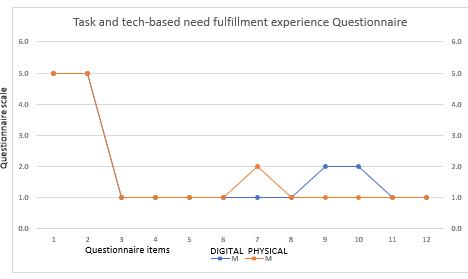 Task and tech-based need fulfillment experience Questionnaire
6.0 6.0
5.0 5.0
4.0 4.0
3.0 3.0
2.0 2.0
1.0 1.0
0.0 0.0
Questionnaire scale
1 2 3 4 5 6 7 8 9 10 11 12
Questionnaire items DIGITAL PHYSICAL
M M